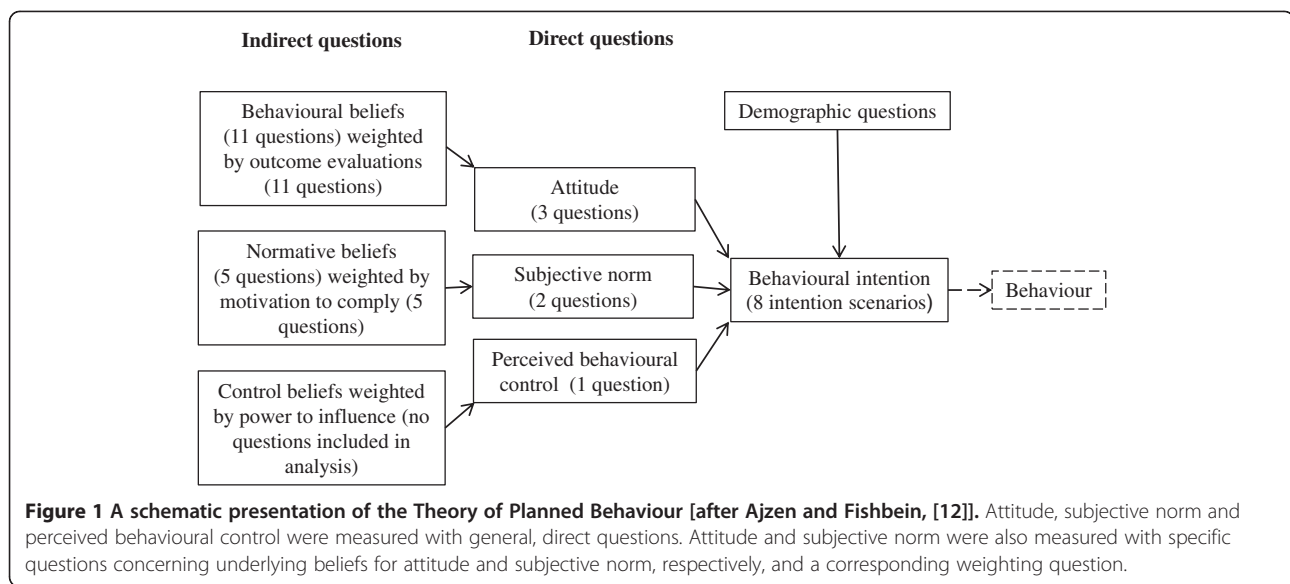 Indirect questions
Direct questions
Behavioural beliefs
(11 questions) weighted
by outcome evaluations
(11 questions)
Normative beliefs
(5 questions) weighted by
motivation to comply (5
questions)
Control beliefs weighted
by power to influence (no
questions included in
analysis)
Attitude
(3 questions)
Subjective norm
(2 questions)
Perceived behavioural
control (1 question)
Demographic questions
Behavioural intention
(8 intention scenarios)
Behaviour
Figure 1 A schematic presentation of the Theory of Planned Behaviour [after Ajzen and Fishbein, [12]]. Attitude, subjective norm and
perceived behavioural control were measured with general, direct questions. Attitude and subjective norm were also measured with specific
questions concerning underlying beliefs for attitude and subjective norm, respectively, and a corresponding weighting question.